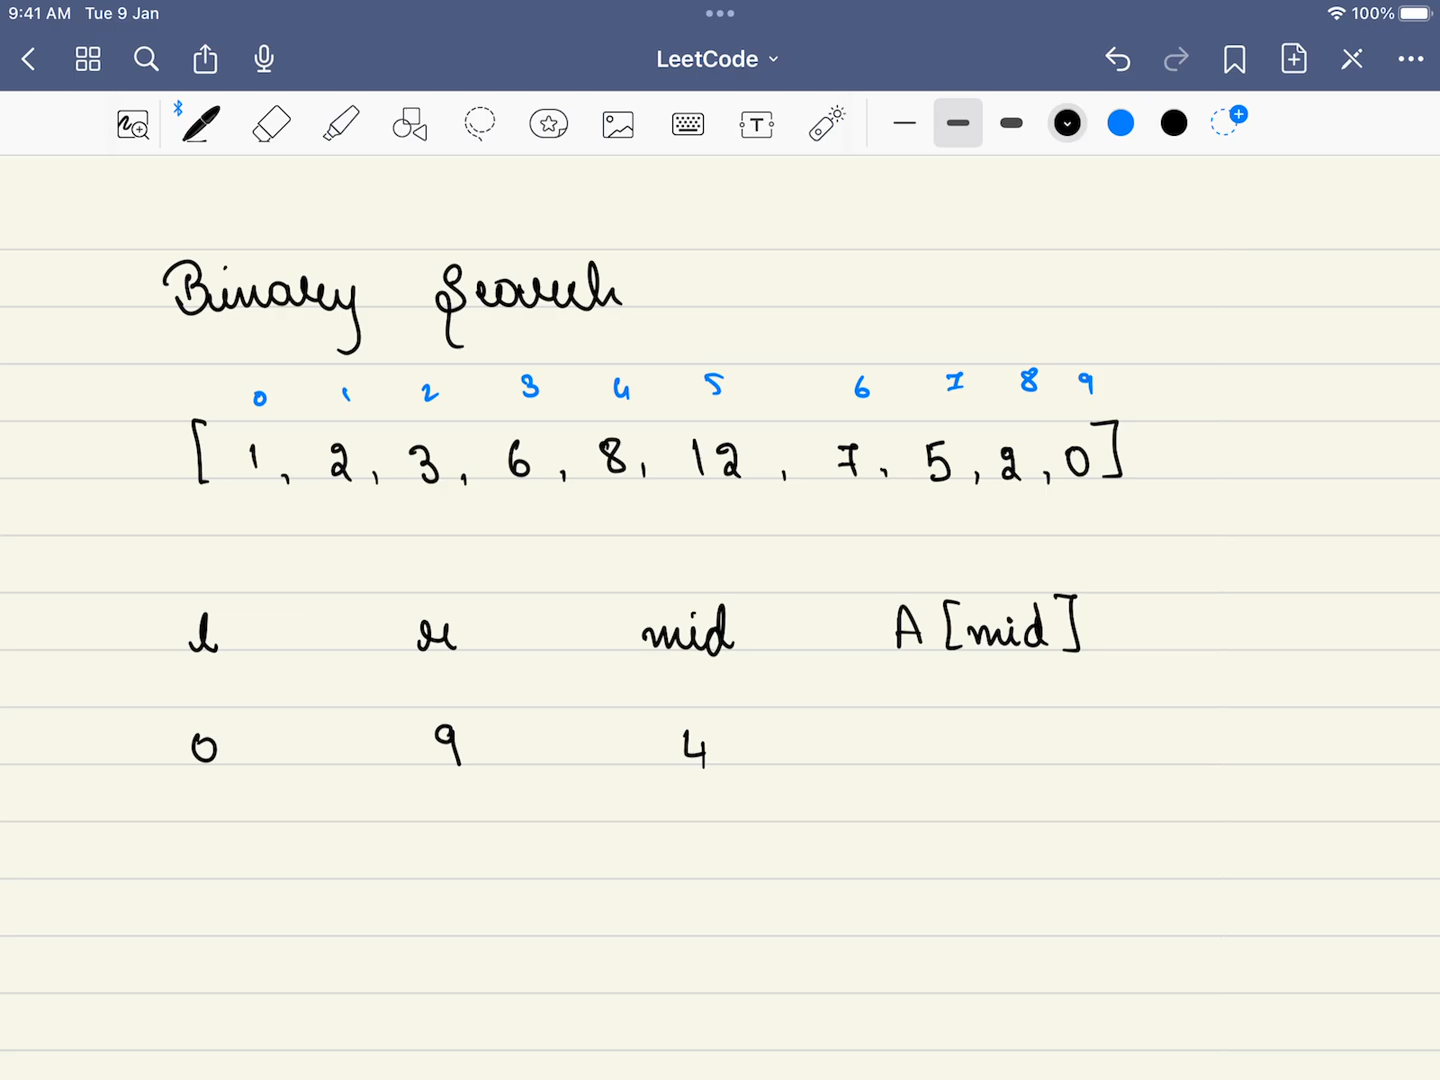 9:41 AM Tue 9 Jan 100%
LeetCode
T
Binary Search
0 1 2 3 4 5 6 7 8 9
[ 1, 2, 3, 6, 8, 12, 7, 5, 2, 0]
l r mid A[mid]
0 9 4